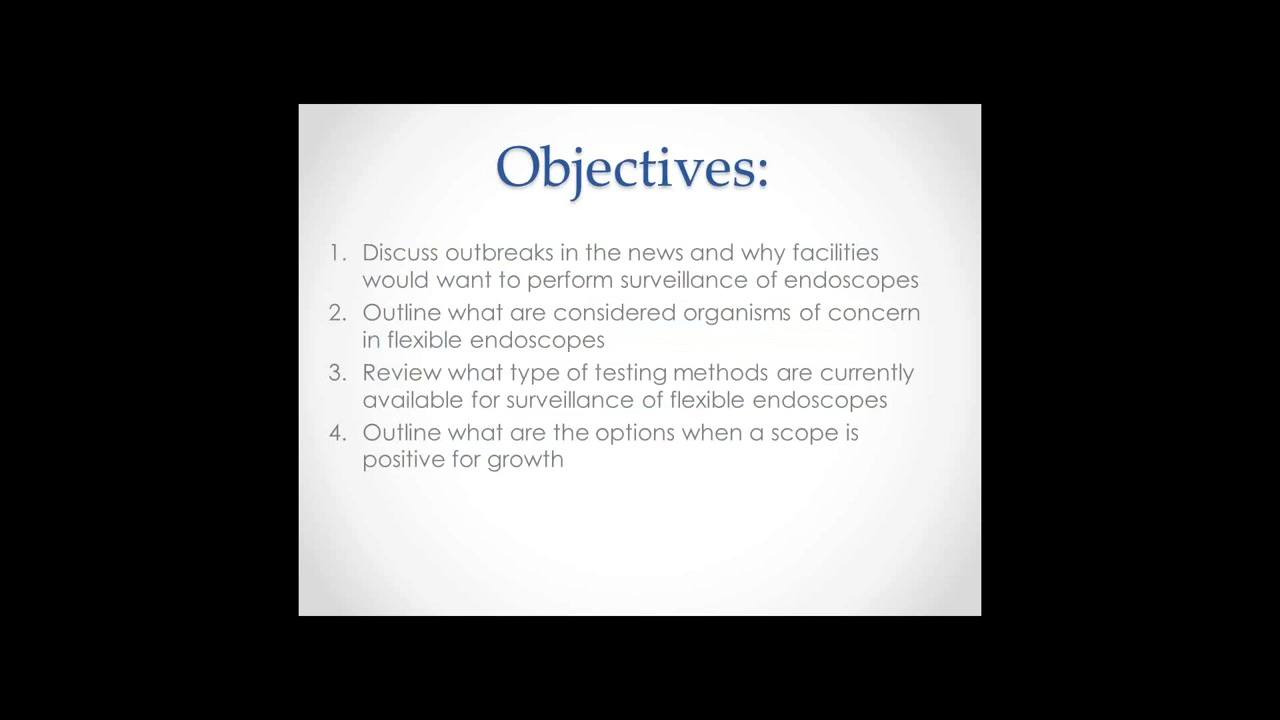 Objectives:
1. Discuss outbreaks in the news and why facilities
would want to perform surveillance of endoscopes
2. Outline what are considered organisms of concern
in flexible endoscopes
3. Review what type of testing methods are currently
available for surveillance of flexible endoscopes
4. Outline what are the options when a scope is
positive for growth